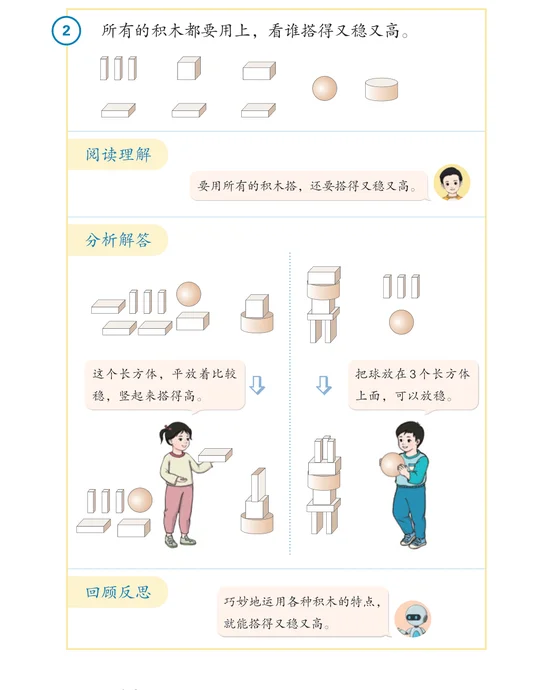 2 所有的积木都要用上，看谁搭得又稳又高。
阅读理解
要用所有的积木搭，还要搭得又稳又高。
分析解答
这个长方体，平放着比较
稳，竖起来搭得高。
把球放在3个长方体
上面，可以放稳。
回顾反思
巧妙地运用各种积木的特点，
就能搭得又稳又高。